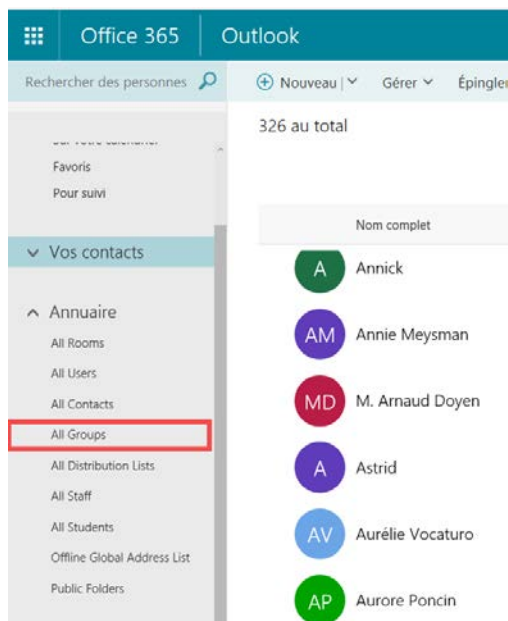 Office 365 Outlook
Rechercher des personnes Nouveau Gérer Épingler
326 au total
Favoris
Pour suivi
Nom complet
Vos contacts
A Annick
Annuaire
All Rooms
AM Annie Meysman
All Users
All Contacts
MD M. Arnaud Doyen
All Groups
All Distribution Lists
A Astrid
All Staff
All Students
AV Aurélie Vocaturo
Offline Global Address List
Public Folders
AP Aurore Poncin